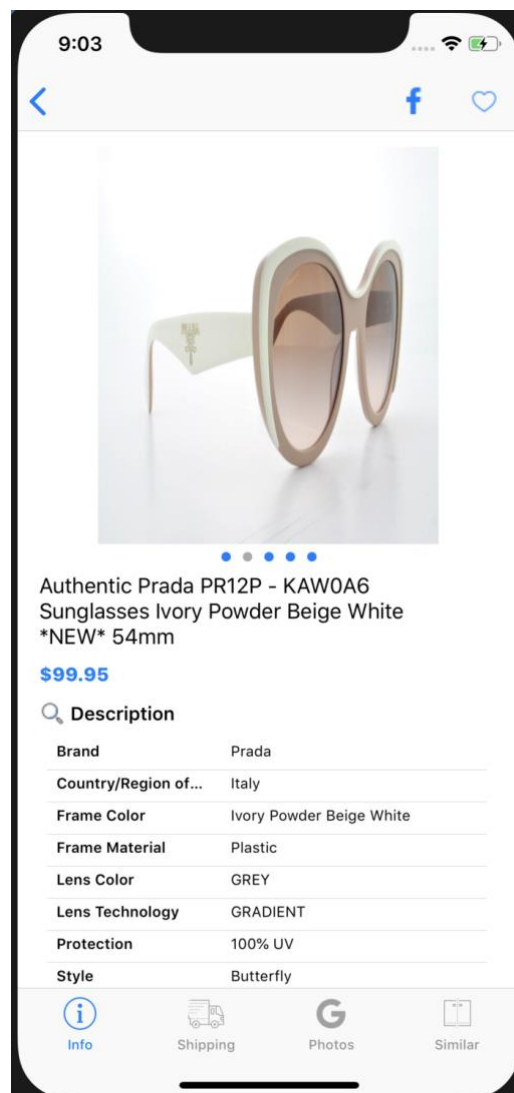 9:03
f
PRADA
Authentic Prada PR12P - KAW0A6
Sunglasses Ivory Powder Beige White
*NEW* 54mm
$99.95
Description
Brand Prada
Country/Region of... Italy
Frame Color Ivory Powder Beige White
Frame Material Plastic
Lens Color GREY
Lens Technology GRADIENT
Protection 100% UV
Style Butterfly
i G
Info Shipping Photos Similar